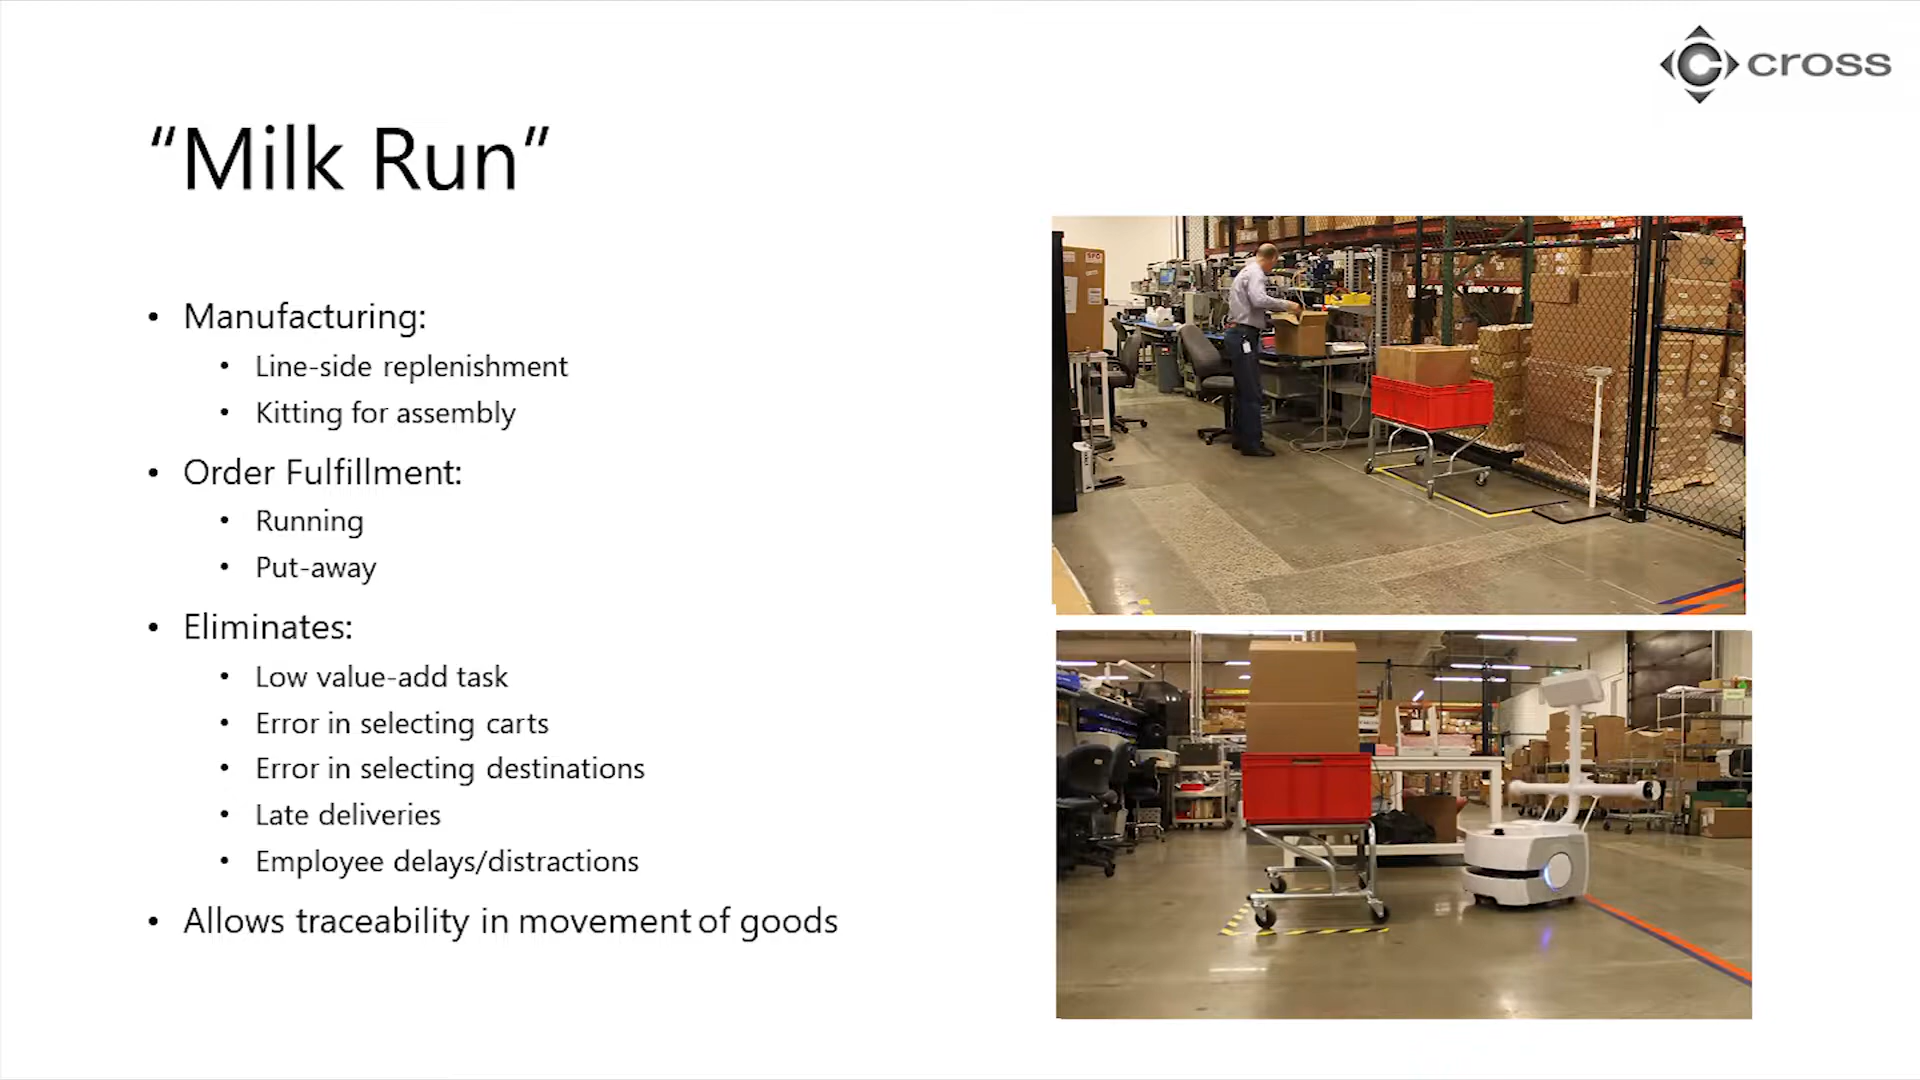 cross
“Milk Run”
• Manufacturing:
• Line-side replenishment
• Kitting for assembly
• Order Fulfillment:
• Running
• Put-away
• Eliminates:
• Low value-add task
• Error in selecting carts
• Error in selecting destinations
• Late deliveries
• Employee delays/distractions
• Allows traceability in movement of goods